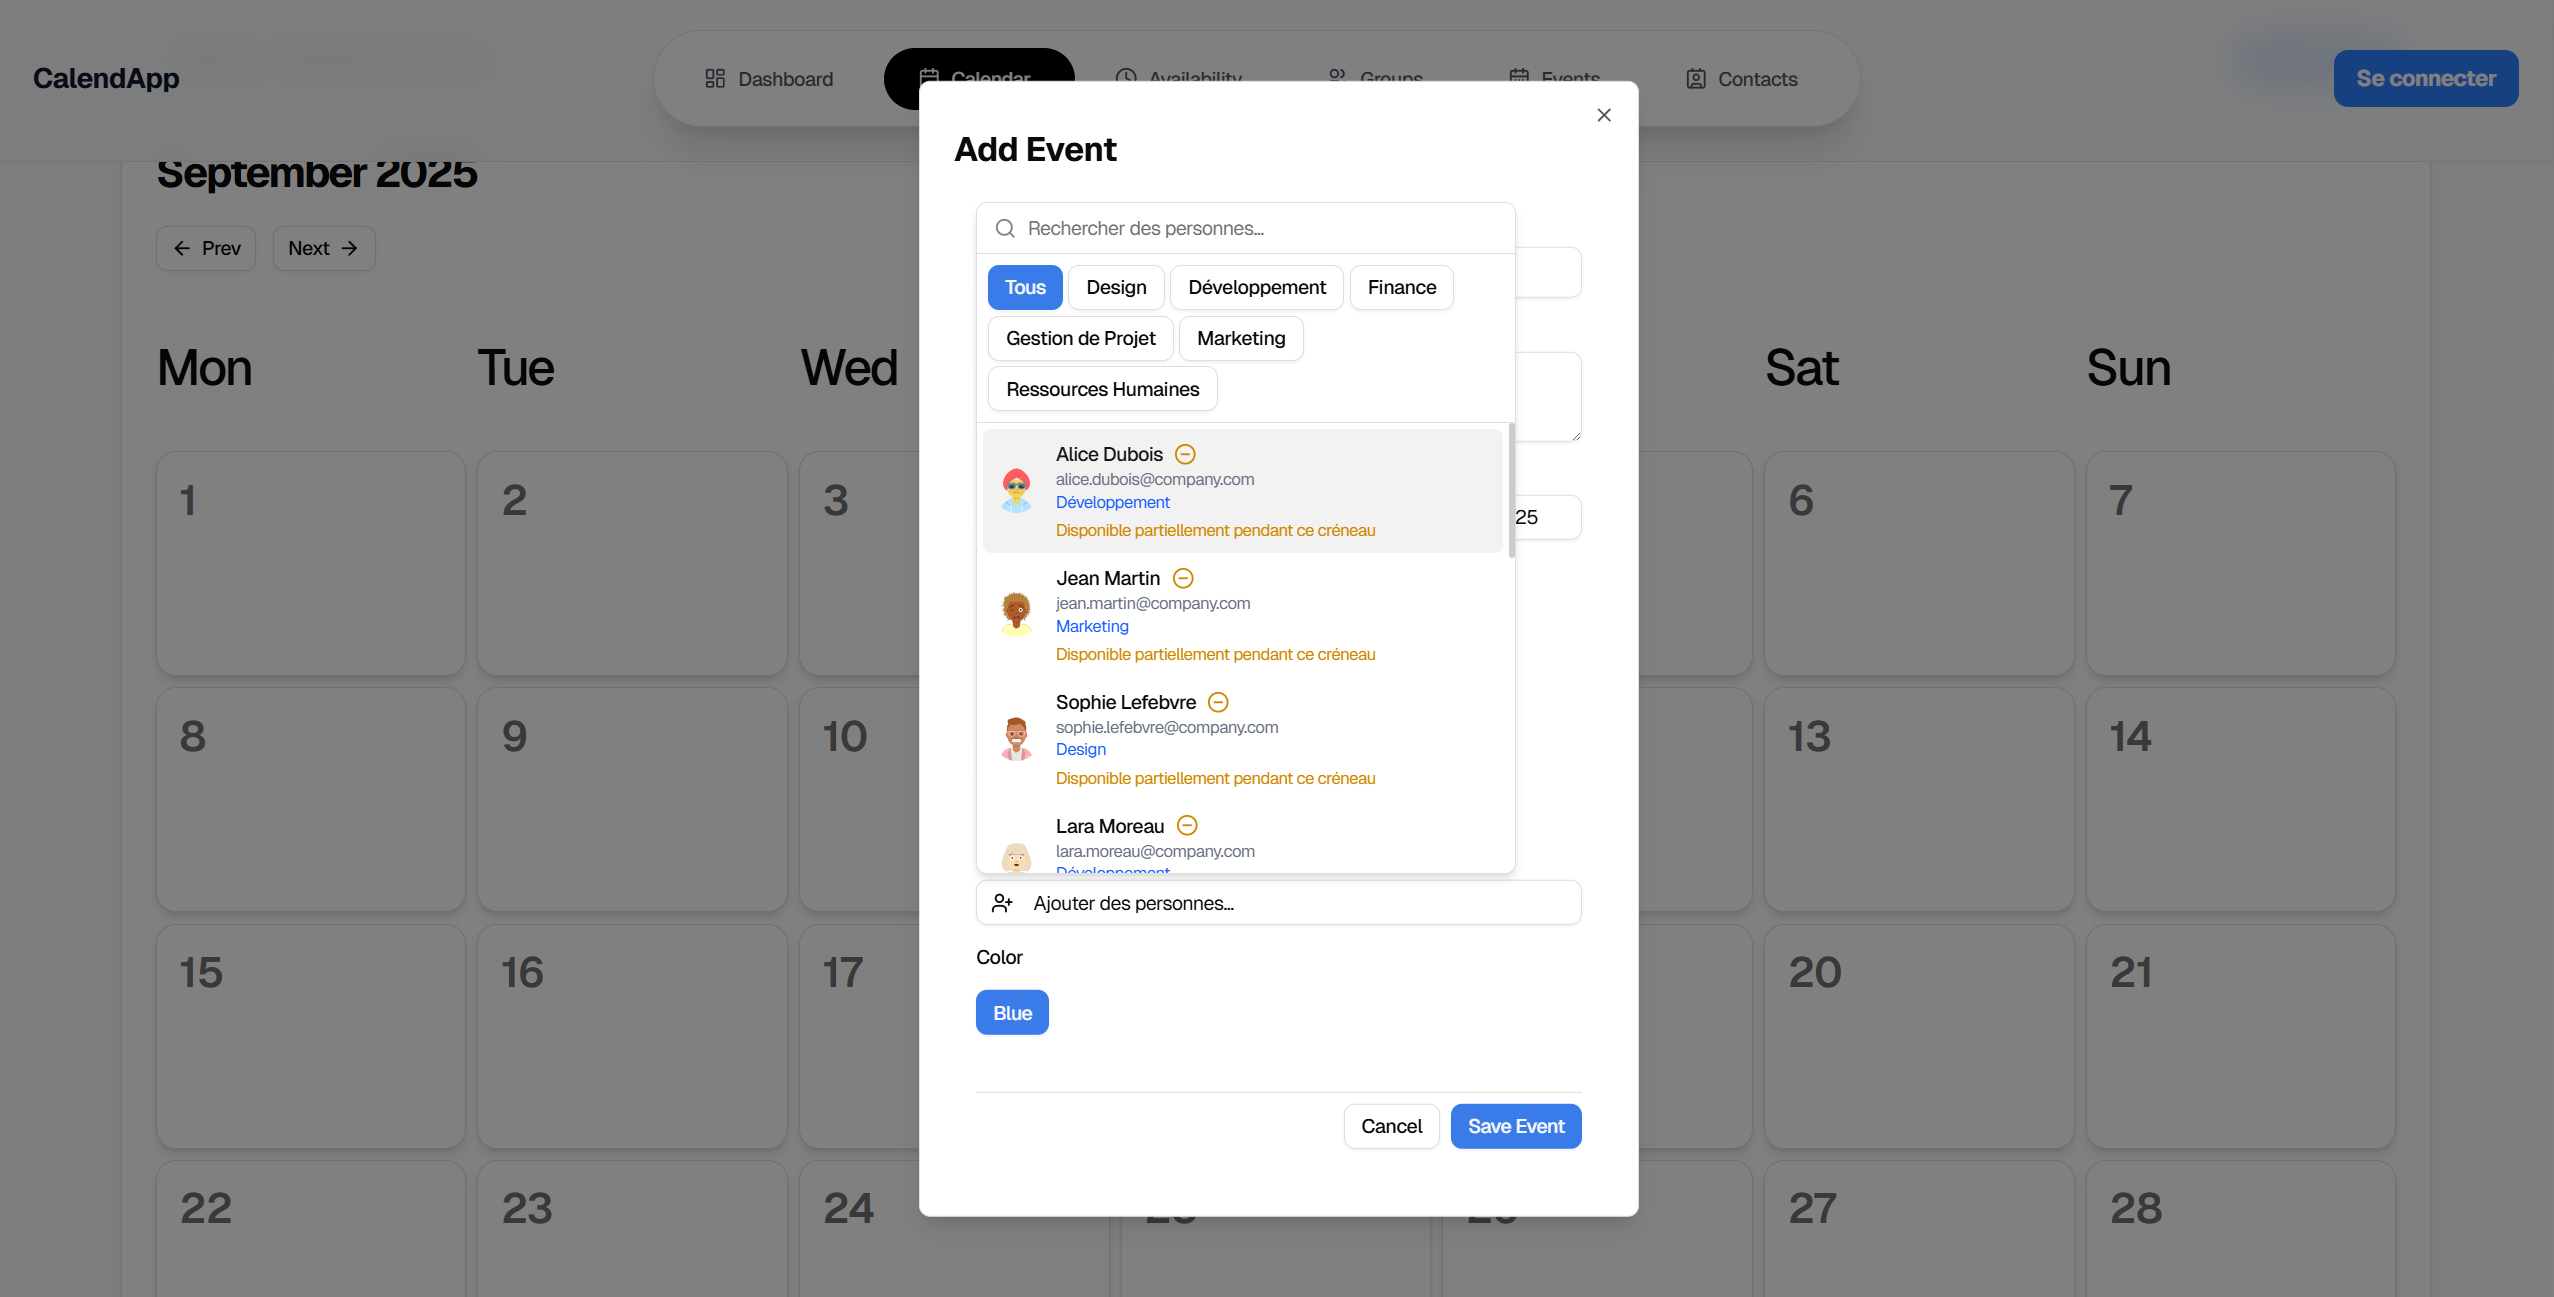 CalendApp
Dashboard
Calendar
Availability
Groups
Events
Contacts
Se connecter
September 2025
Prev
Next
Mon
Tue
Wed
Sat
Sun
1
2
3
6
7
8
9
10
13
14
15
16
17
20
21
22
23
24
27
28
Add Event
Rechercher des personnes...
Tous
Design
Développement
Finance
Gestion de Projet
Marketing
Ressources Humaines
Alice Dubois
alice.dubois@company.com
Développement
Disponible partiellement pendant ce créneau
Jean Martin
jean.martin@company.com
Marketing
Disponible partiellement pendant ce créneau
Sophie Lefebvre
sophie.lefebvre@company.com
Design
Disponible partiellement pendant ce créneau
Lara Moreau
lara.moreau@company.com
Développement
25
Ajouter des personnes...
Color
Blue
Cancel
Save Event